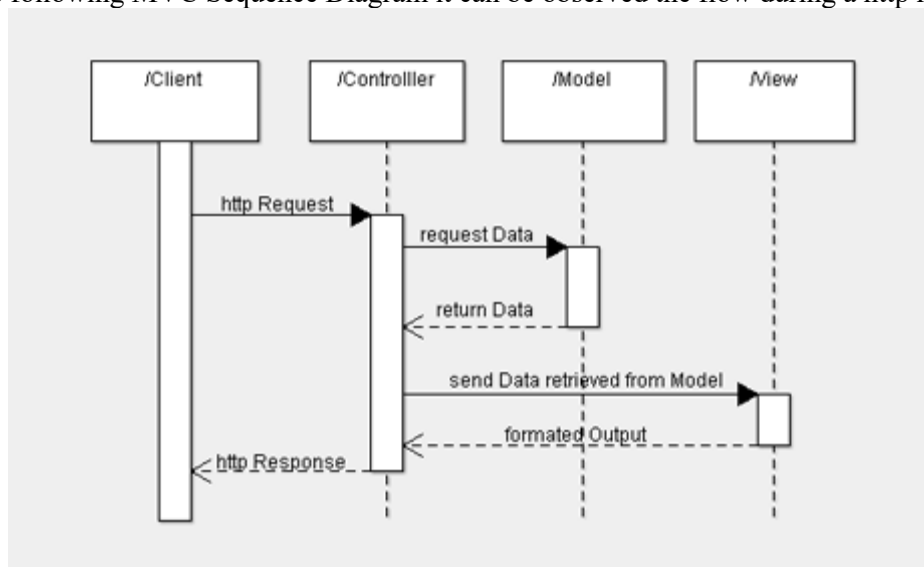 following MVC Sequence Diagram it can be observed the flow during a http
/Client
/Controlller
/Model
/View
http Request
request Data
return Data
send Data retrieved from Model
formated Output
http Response